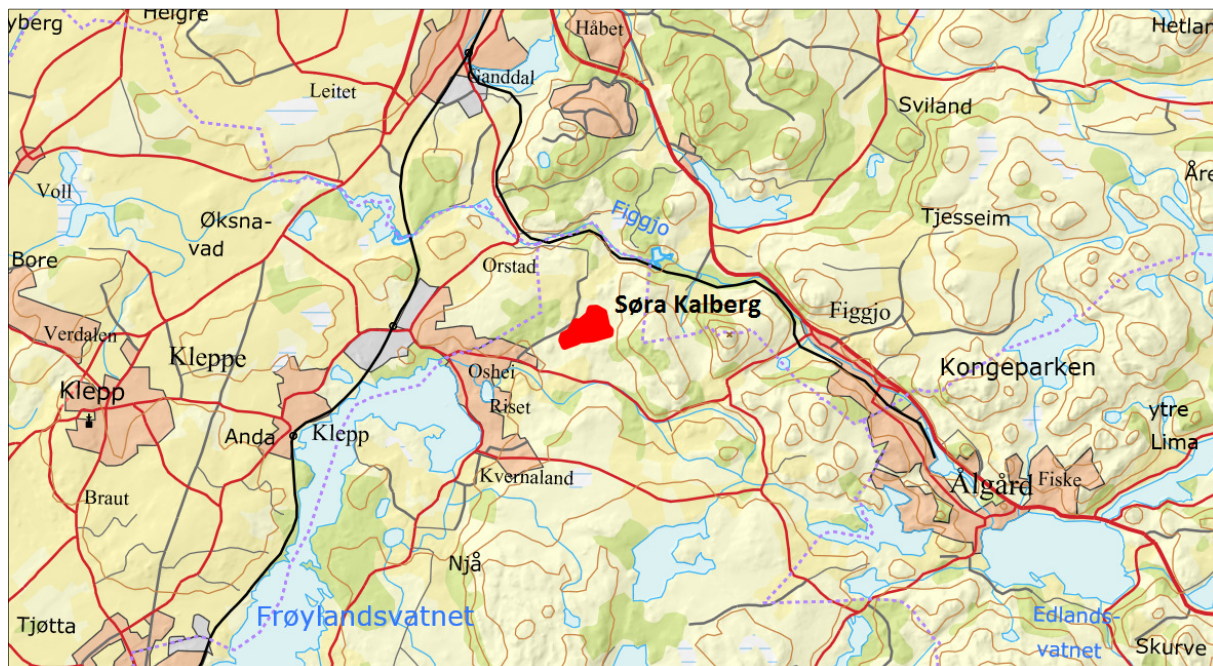 yberg
Helgre
Håbet
Hetlan
Ganddal
Leitet
Sviland
Voll
Åre
Øksna-
vad
Figgjo
Tjesseim
Bore
Orstad
Søra Kalberg
Figgjo
Verdalen
Kleppe
Kongeparken
Klepp
Oshei
Riset
ytre
Lima
Anda
Klepp
Kvernaland
Braut
Ålgård
Fiske
Njå
Frøylandsvatnet
Tjøtta
Edlands-
vatnet
Skurve